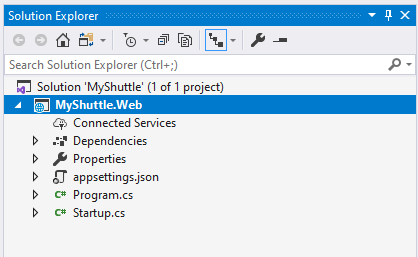 Solution Explorer
Search Solution Explorer (Ctrl+;)
Solution 'MyShuttle' (1 of 1 project)
MyShuttle.Web
Connected Services
Dependencies
Properties
appsettings.json
C# Program.cs
C# Startup.cs